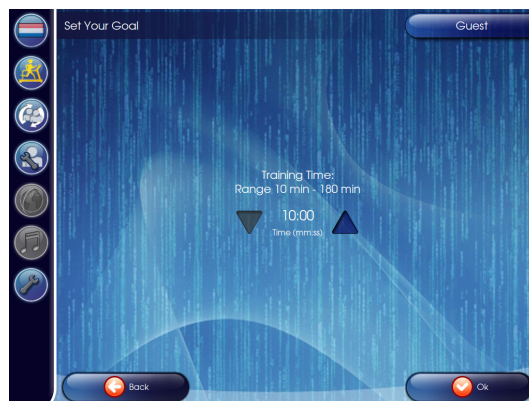 Set Your Goal
Guest
Training Time:
Range 10 min - 180 min
10:00
Time (mm:ss)
Back
Ok